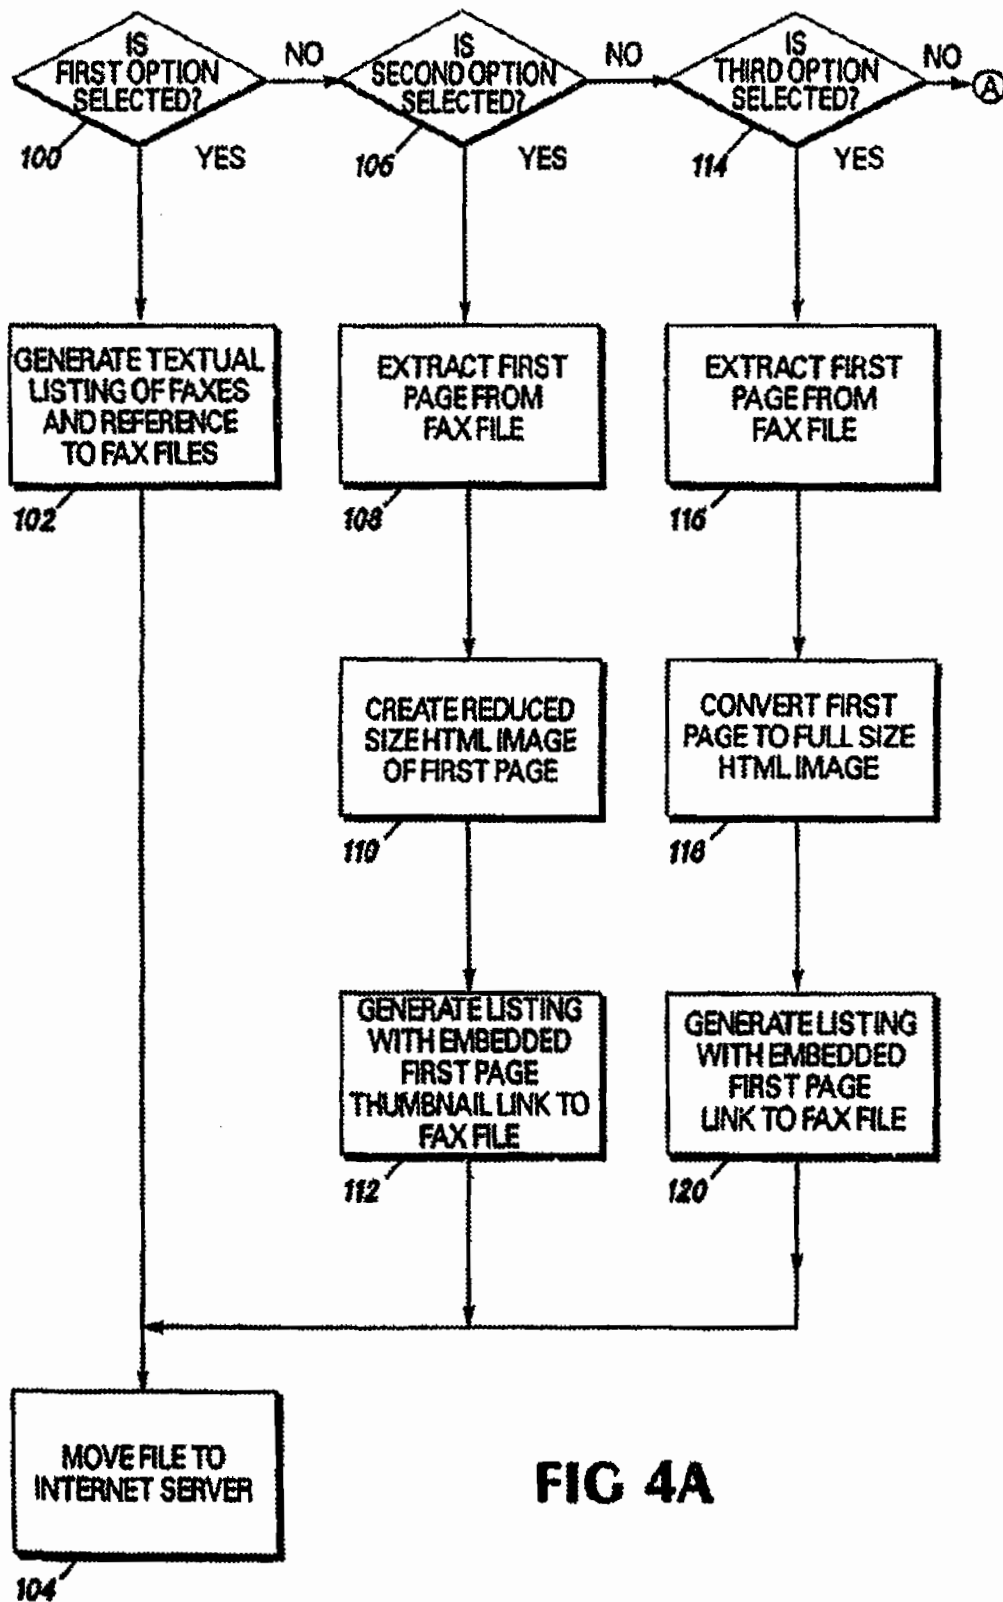 IS
FIRST OPTION
SELECTED?
NO
IS
SECOND OPTION
SELECTED?
NO
IS
THIRD OPTION
SELECTED?
NO
A
100
YES
106
YES
114
YES
GENERATE TEXTUAL
LISTING OF FAXES
AND REFERENCE
TO FAX FILES
102
EXTRACT FIRST
PAGE FROM
FAX FILE
108
EXTRACT FIRST
PAGE FROM
FAX FILE
116
CREATE REDUCED
SIZE HTML IMAGE
OF FIRST PAGE
110
CONVERT FIRST
PAGE TO FULL SIZE
HTML IMAGE
118
GENERATE LISTING
WITH EMBEDDED
FIRST PAGE
THUMBNAIL LINK TO
FAX FILE
112
GENERATE LISTING
WITH EMBEDDED
FIRST PAGE
LINK TO FAX FILE
120
MOVE FILE TO
INTERNET SERVER
104
FIG 4A